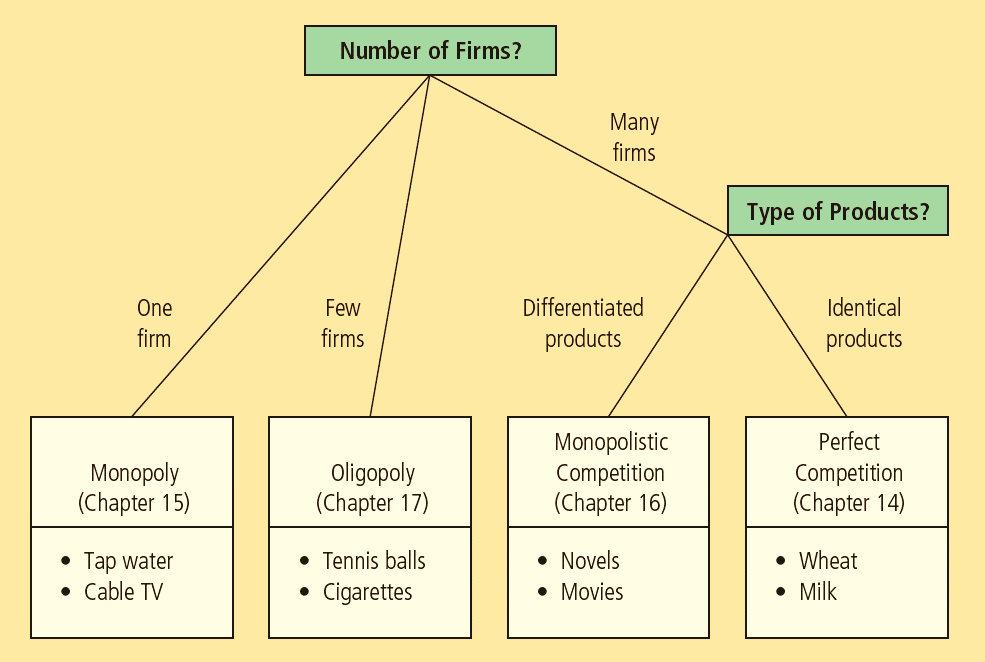 Number of Firms?
Many
firms
Type of Products?
One
firm
Few
firms
Differentiated
products
Identical
products
Monopoly
(Chapter 15)
• Tap water
• Cable TV
Oligopoly
(Chapter 17)
• Tennis balls
• Cigarettes
Monopolistic
Competition
(Chapter 16)
• Novels
• Movies
Perfect
Competition
(Chapter 14)
• Wheat
• Milk